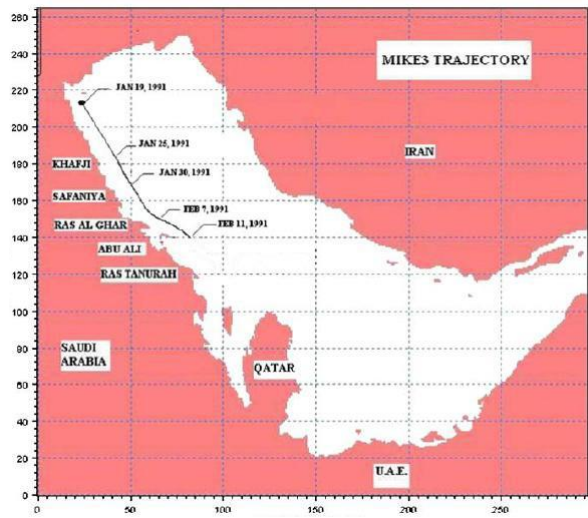 260
240
220
200
180
160
140
120
100
80
60
40
20
0
0
50
100
150
200
250
MIKE3 TRAJECTORY
JAN 19, 1991
JAN 25, 1991
JAN 30, 1991
FEB 7, 1991
FEB 11, 1991
IRAN
KHAFJI
SAFANIYA
RAS AL GHAR
ABU ALI
RAS TANURAH
SAUDI
ARABIA
QATAR
U.A.E.